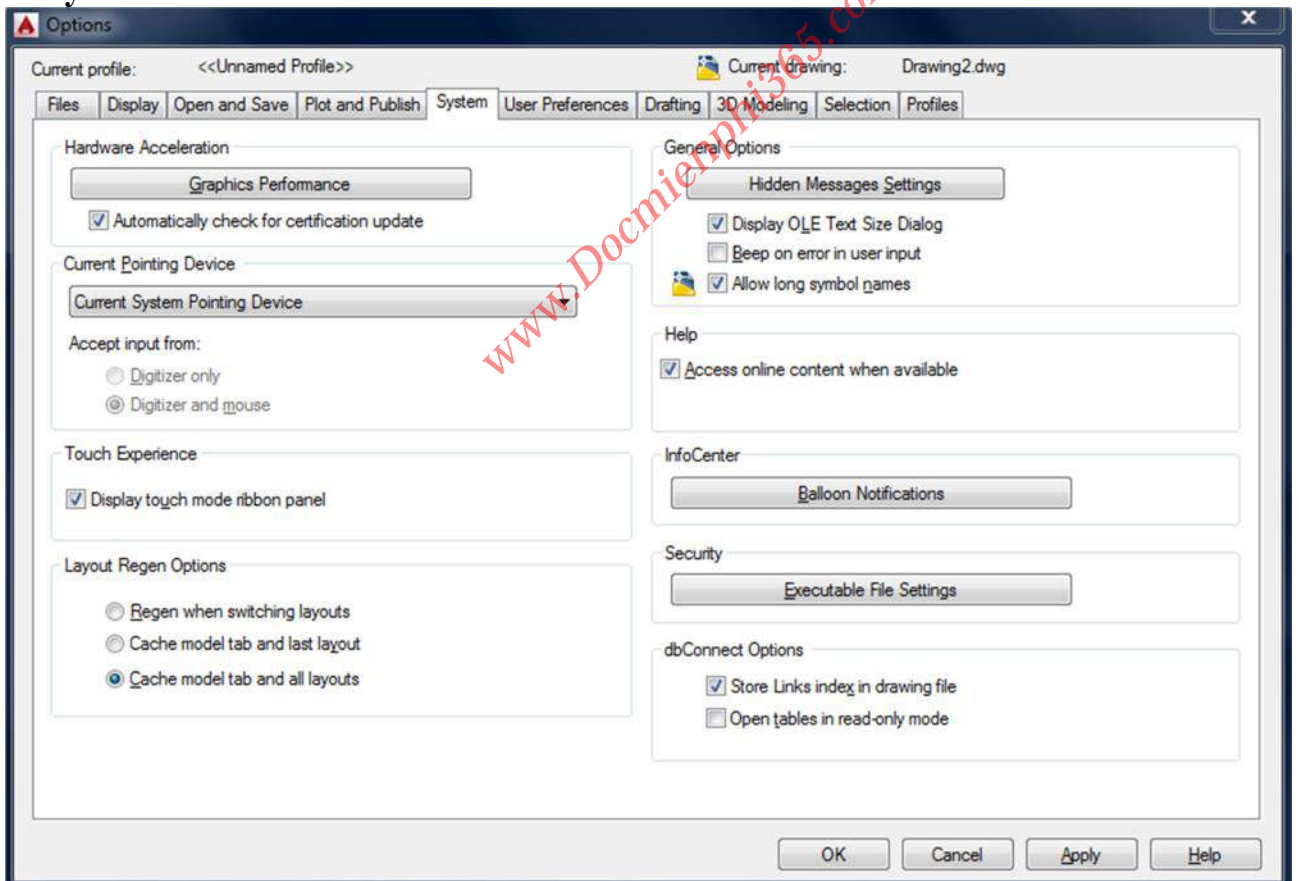 Options
Current profile: <<Unnamed Profile>> Current drawing: Drawing2.dwg
Files Display Open and Save Plot and Publish System User Preferences Drafting 3D Modeling Selection Profiles
Hardware Acceleration
Graphics Performance
Automatically check for certification update
Current Pointing Device
Current System Pointing Device
Accept input from:
Digitizer only
Digitizer and mouse
Touch Experience
Display touch mode ribbon panel
Layout Regen Options
Regen when switching layouts
Cache model tab and last layout
Cache model tab and all layouts
General Options
Hidden Messages Settings
Display OLE Text Size Dialog
Beep on error in user input
Allow long symbol names
Help
Access online content when available
InfoCenter
Balloon Notifications
Security
Executable File Settings
dbConnect Options
Store Links index in drawing file
Open tables in read-only mode
OK Cancel Apply Help
www.Docmienphi365.com